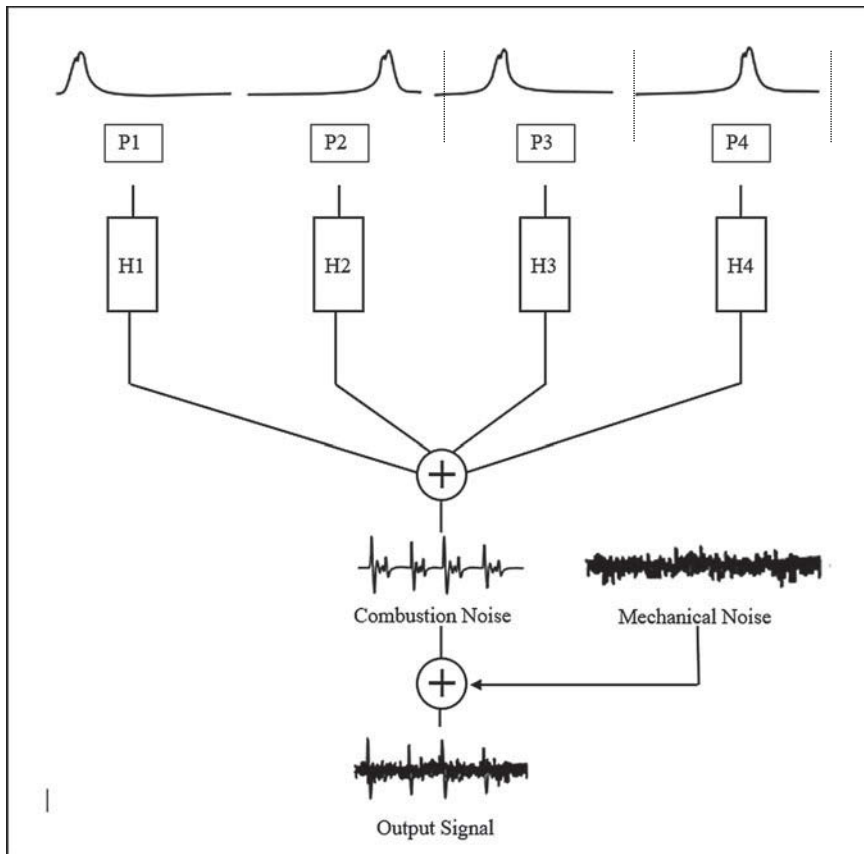 P1 P2 P3 P4
H1 H2 H3 H4
+
Combustion Noise Mechanical Noise
+
Output Signal